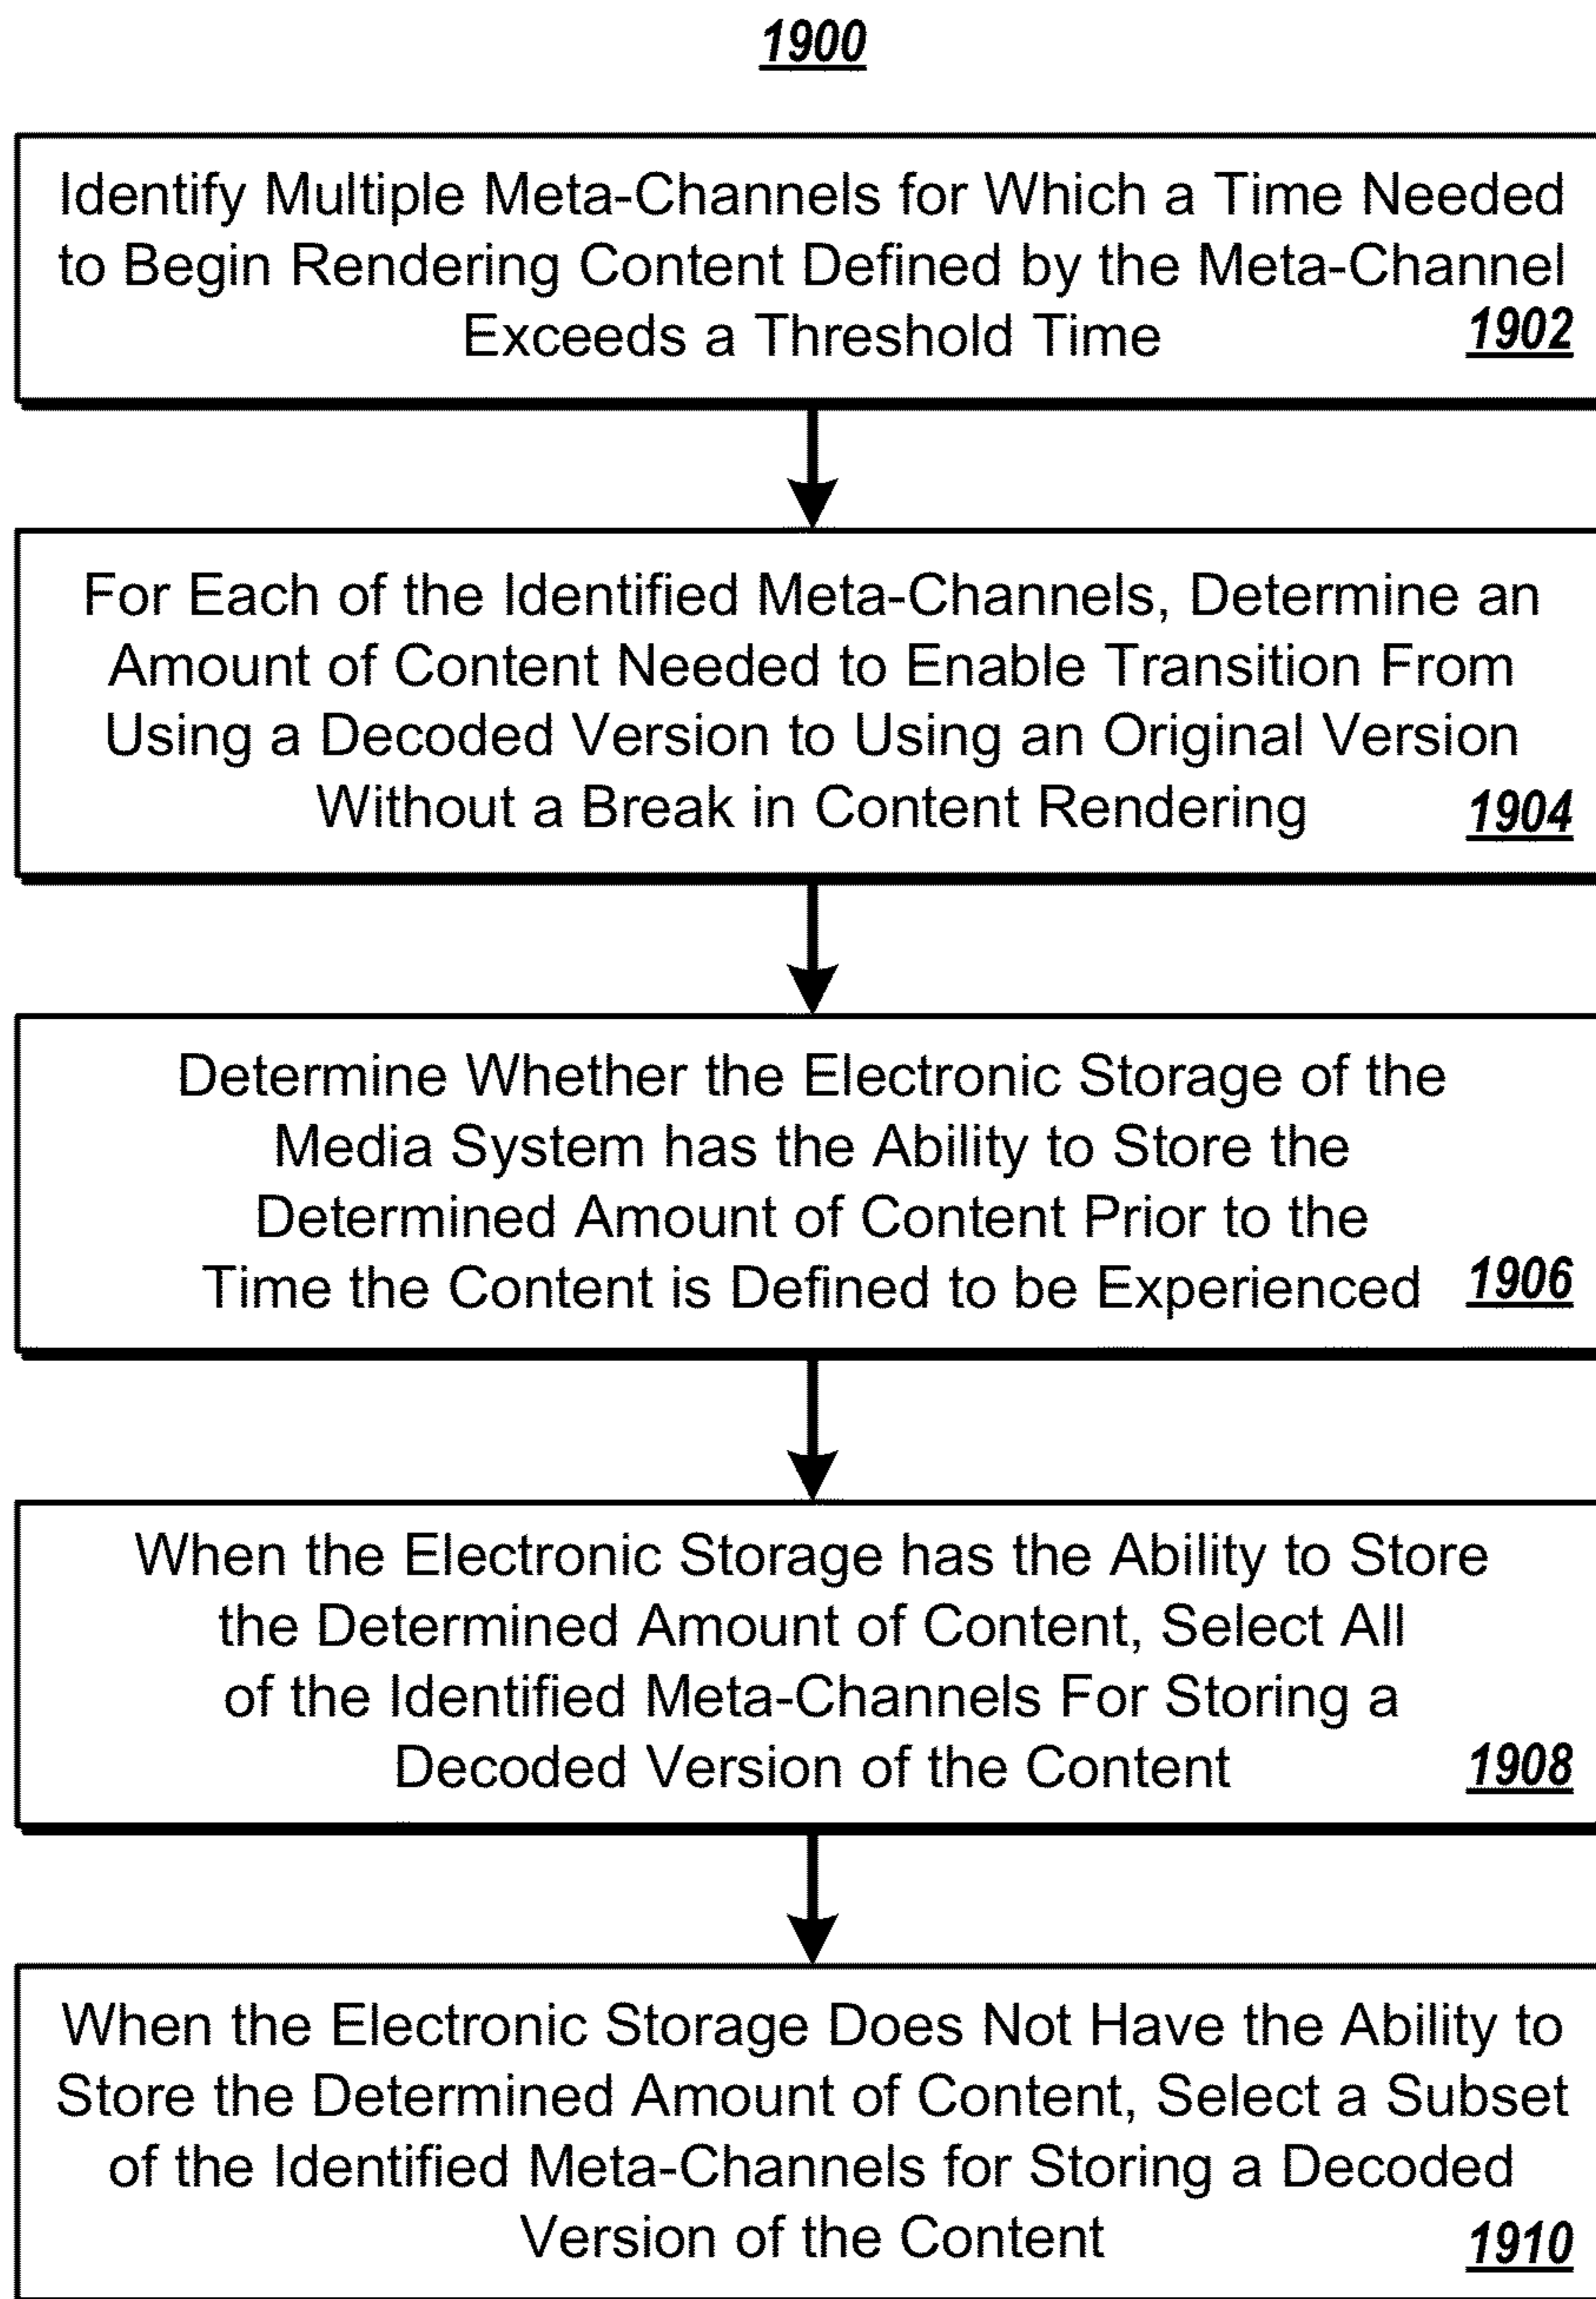 1900
Identify Multiple Meta-Channels for Which a Time Needed
to Begin Rendering Content Defined by the Meta-Channel
Exceeds a Threshold Time 1902
For Each of the Identified Meta-Channels, Determine an
Amount of Content Needed to Enable Transition From
Using a Decoded Version to Using an Original Version
Without a Break in Content Rendering 1904
Determine Whether the Electronic Storage of the
Media System has the Ability to Store the
Determined Amount of Content Prior to the
Time the Content is Defined to be Experienced 1906
When the Electronic Storage has the Ability to Store
the Determined Amount of Content, Select All
of the Identified Meta-Channels For Storing a
Decoded Version of the Content 1908
When the Electronic Storage Does Not Have the Ability to
Store the Determined Amount of Content, Select a Subset
of the Identified Meta-Channels for Storing a Decoded
Version of the Content 1910